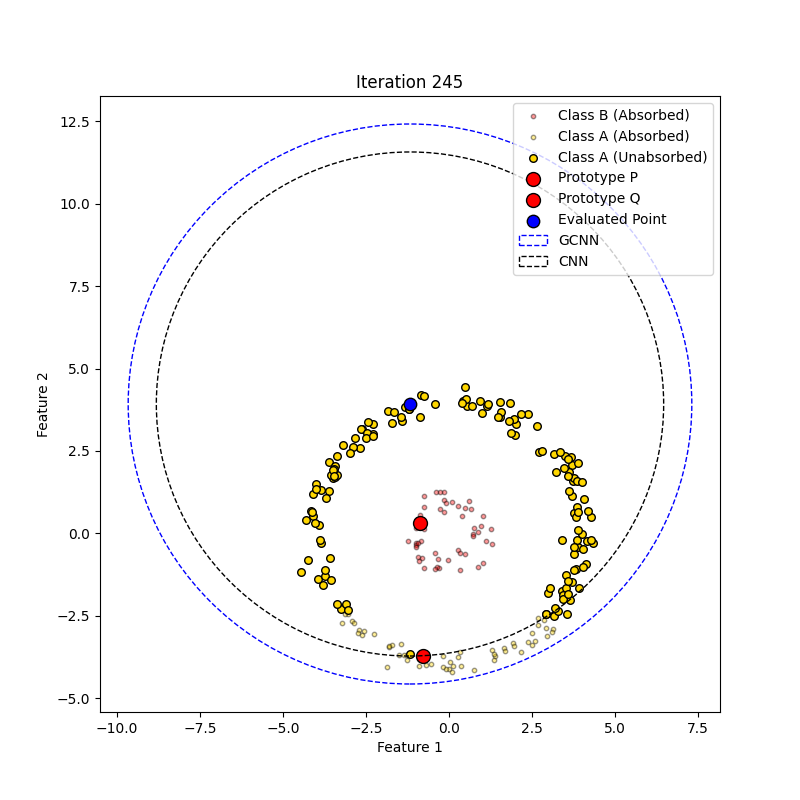 Iteration 245
Class B (Absorbed)
Class A (Absorbed)
Class A (Unabsorbed)
Prototype P
Prototype Q
Evaluated Point
GCNN
CNN
12.5
10.0
7.5
5.0
2.5
0.0
−2.5
−5.0
Feature 2
−10.0 −7.5 −5.0 −2.5 0.0 2.5 5.0 7.5
Feature 1